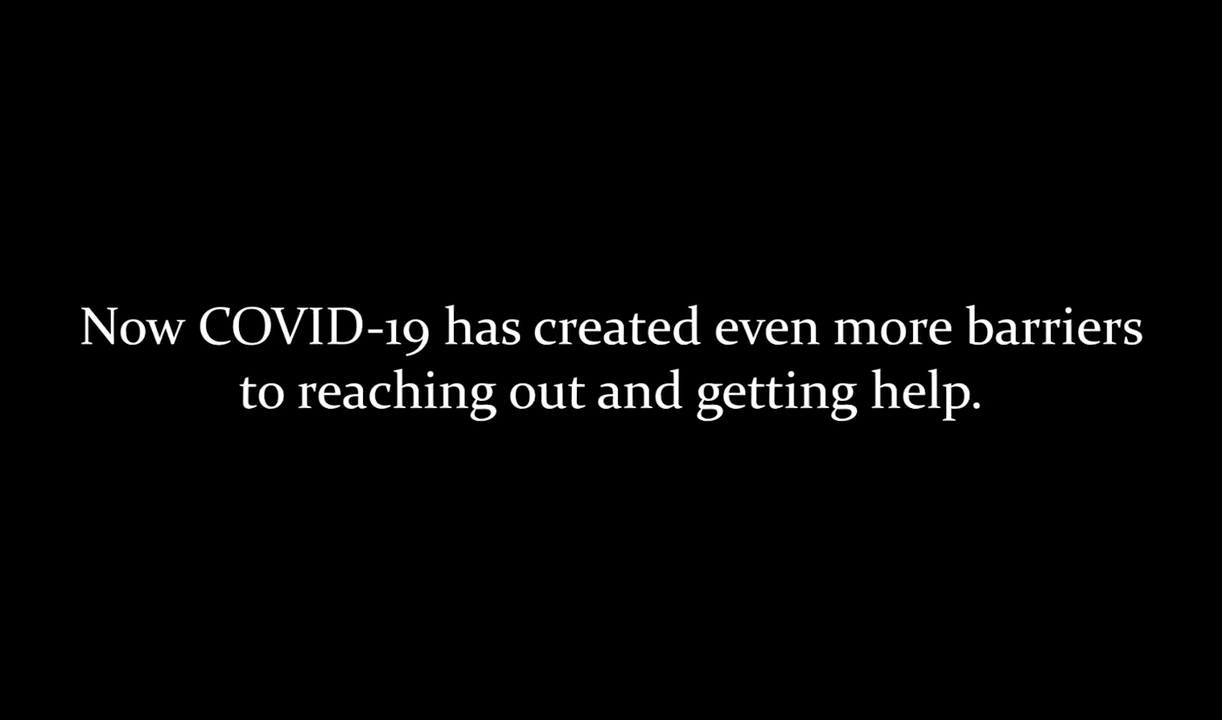 Now COVID-19 has created even more barriers
to reaching out and getting help.